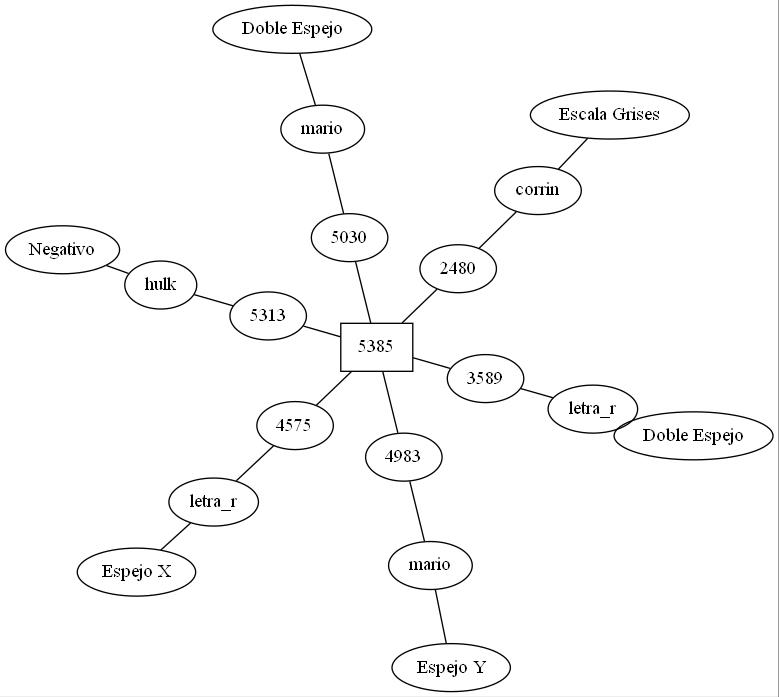 Doble Espejo
Escala Grises
mario
corrin
5030
Negativo
2480
hulk
5313
5385
3589
letra_r
4575
Doble Espejo
4983
letra_r
mario
Espejo X
Espejo Y